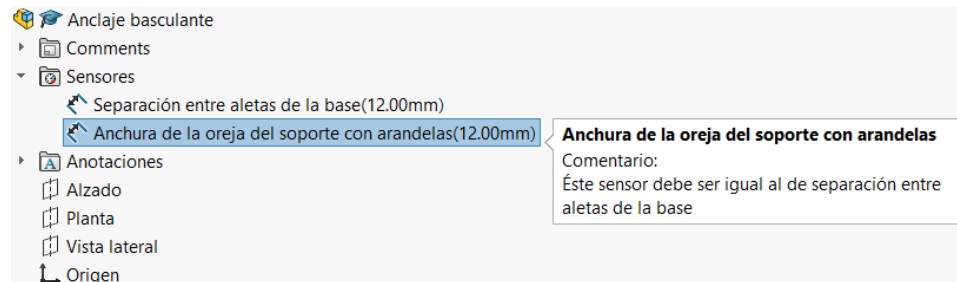 Anclaje basculante
Comments
Sensores
Separación entre aletas de la base(12.00mm)
Anchura de la oreja del soporte con arandelas(12.00mm)
Anchura de la oreja del soporte con arandelas
Comentario:
Éste sensor debe ser igual al de separación entre
aletas de la base
A Anotaciones
Alzado
Planta
Vista lateral
Origen